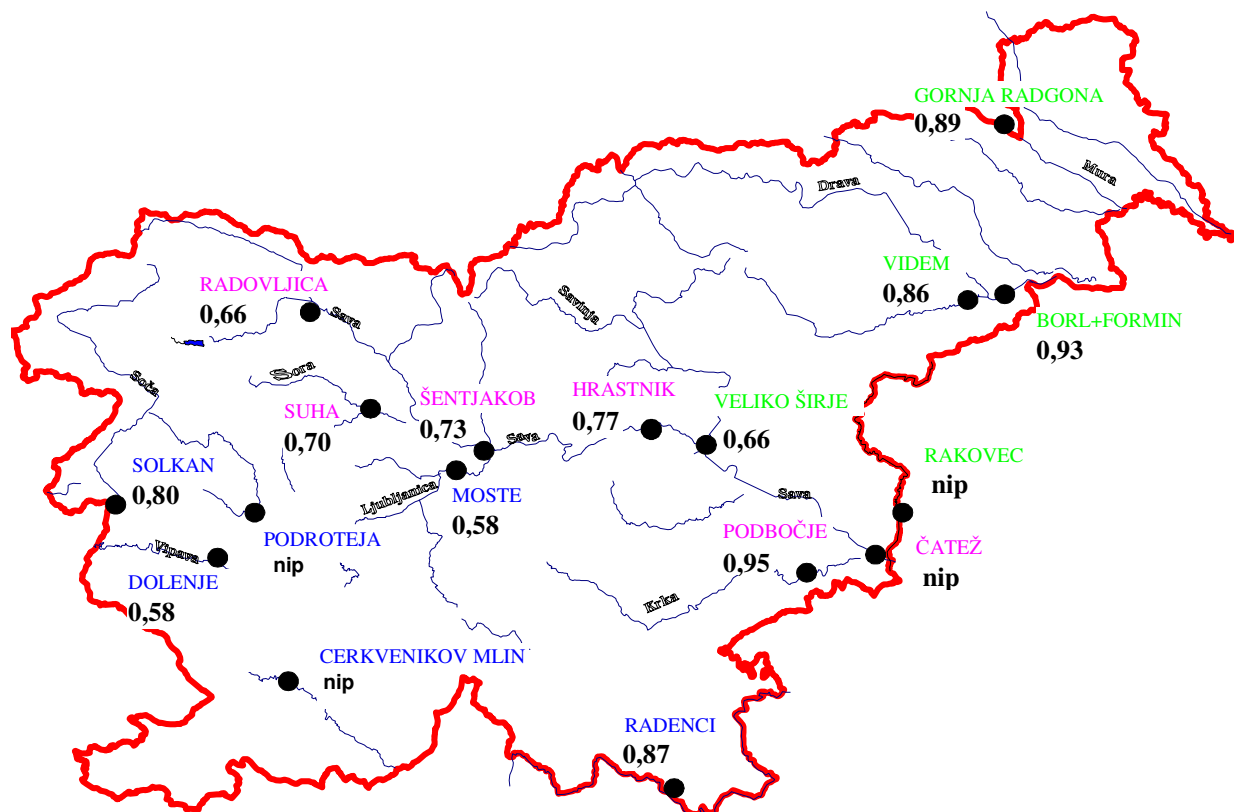 GORNJA RADGONA
0,89
Mura
Drava
VIDEM
0,86
BORL+FORMIN
0,93
RADOVLJICA
0,66
Sava
Savinja
Soča
Sora
SUHA
0,70
ŠENTJAKOB
0,73
Sava
HRASTNIK
0,77
VELIKO ŠIRJE
0,66
RAKOVEC
nip
SOLKAN
0,80
Ljubljanica
MOSTE
0,58
Sava
PODROTEJA
nip
Vipava
DOLENJE
0,58
PODBOČJE
0,95
ČATEŽ
nip
Krka
CERKVENIKOV MLIN
nip
RADENCI
0,87